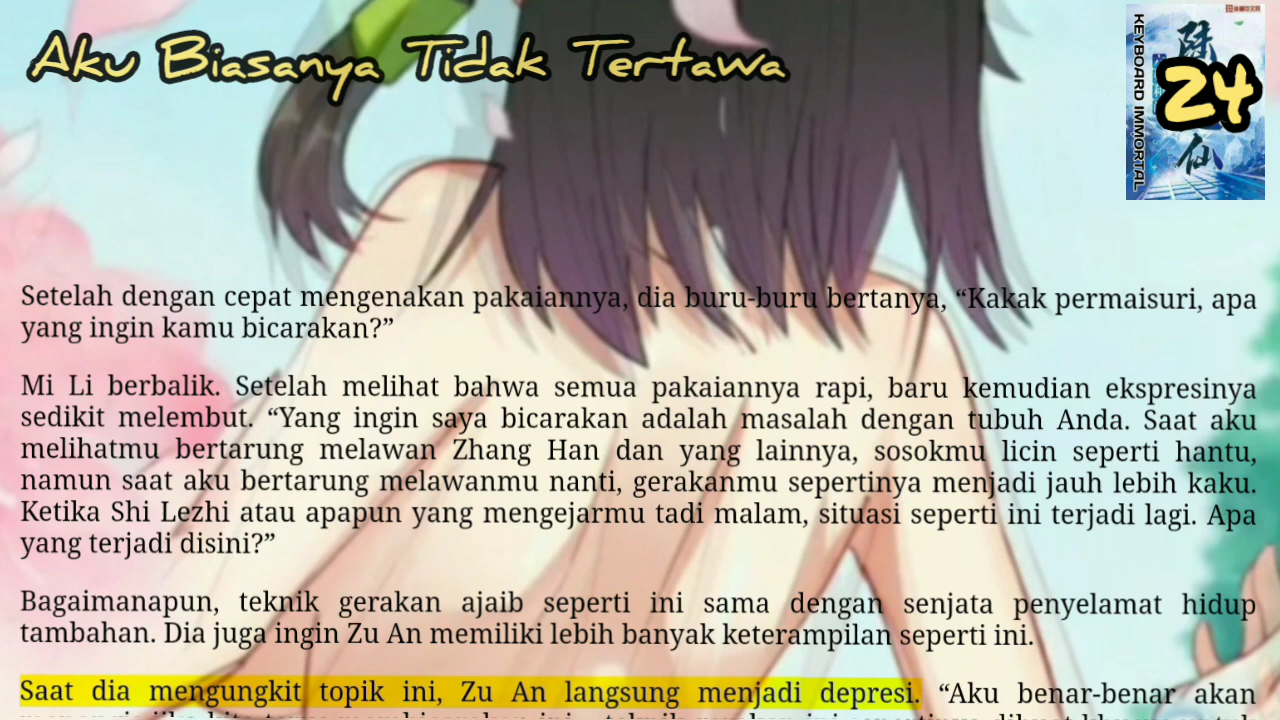 Aku Biasanya Tidak Tertawa
KEYBOARD IMMORTAL
24
仙
Setelah dengan cepat mengenakan pakaiannya, dia buru-buru bertanya, “Kakak permaisuri, apa
yang ingin kamu bicarakan?”
Mi Li berbalik. Setelah melihat bahwa semua pakaiannya rapi, baru kemudian ekspresinya
sedikit melembut. “Yang ingin saya bicarakan adalah masalah dengan tubuh Anda. Saat aku
melihatmu bertarung melawan Zhang Han dan yang lainnya, sosokmu licin seperti hantu,
namun saat aku bertarung melawanmu nanti, gerakanmu sepertinya menjadi jauh lebih kaku.
Ketika Shi Lezhi atau apapun yang mengejarmu tadi malam, situasi seperti ini terjadi lagi. Apa
yang terjadi disini?”
Bagaimanapun, teknik gerakan ajaib seperti ini sama dengan senjata penyelamat hidup
tambahan. Dia juga ingin Zu An memiliki lebih banyak keterampilan seperti ini.
Saat dia mengungkit topik ini, Zu An langsung menjadi depresi. “Aku benar-benar akan